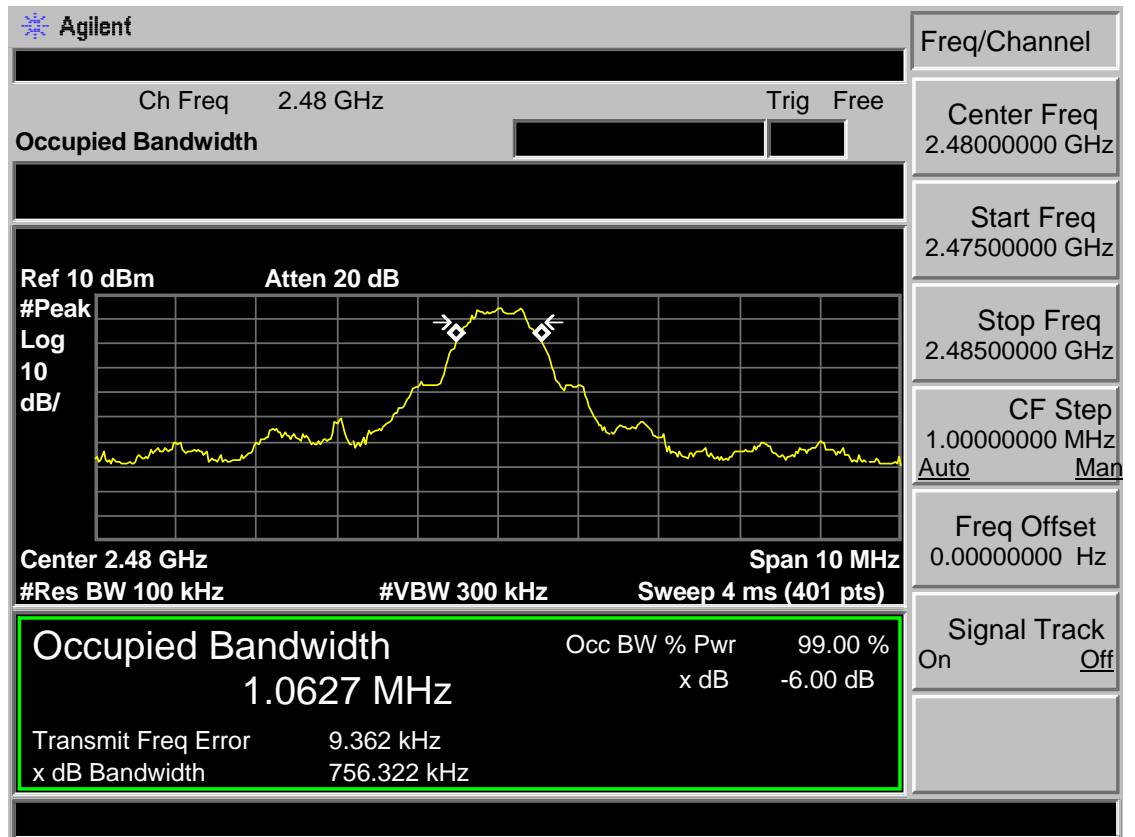 Agilent
Freq/Channel
Ch Freq 2.48 GHz Trig Free
Occupied Bandwidth
Center Freq
2.48000000 GHz
Start Freq
2.47500000 GHz
Ref 10 dBm Atten 20 dB
#Peak
Log
10
dB/
Stop Freq
2.48500000 GHz
CF Step
1.00000000 MHz
Auto Man
Freq Offset
0.00000000 Hz
Center 2.48 GHz Span 10 MHz
#Res BW 100 kHz #VBW 300 kHz Sweep 4 ms (401 pts)
Signal Track
On Off
Occupied Bandwidth Occ BW % Pwr 99.00 %
1.0627 MHz x dB -6.00 dB
Transmit Freq Error 9.362 kHz
x dB Bandwidth 756.322 kHz